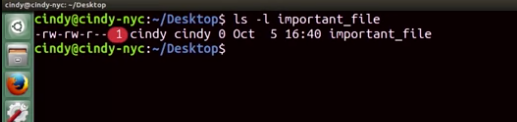 cindy@cindy-nyc: ~/Desktop
cindy@cindy-nyc:~/Desktop$ ls -l important_file
-rw-rw-r-- 1 cindy cindy 0 Oct  5 16:40 important_file
cindy@cindy-nyc:~/Desktop$